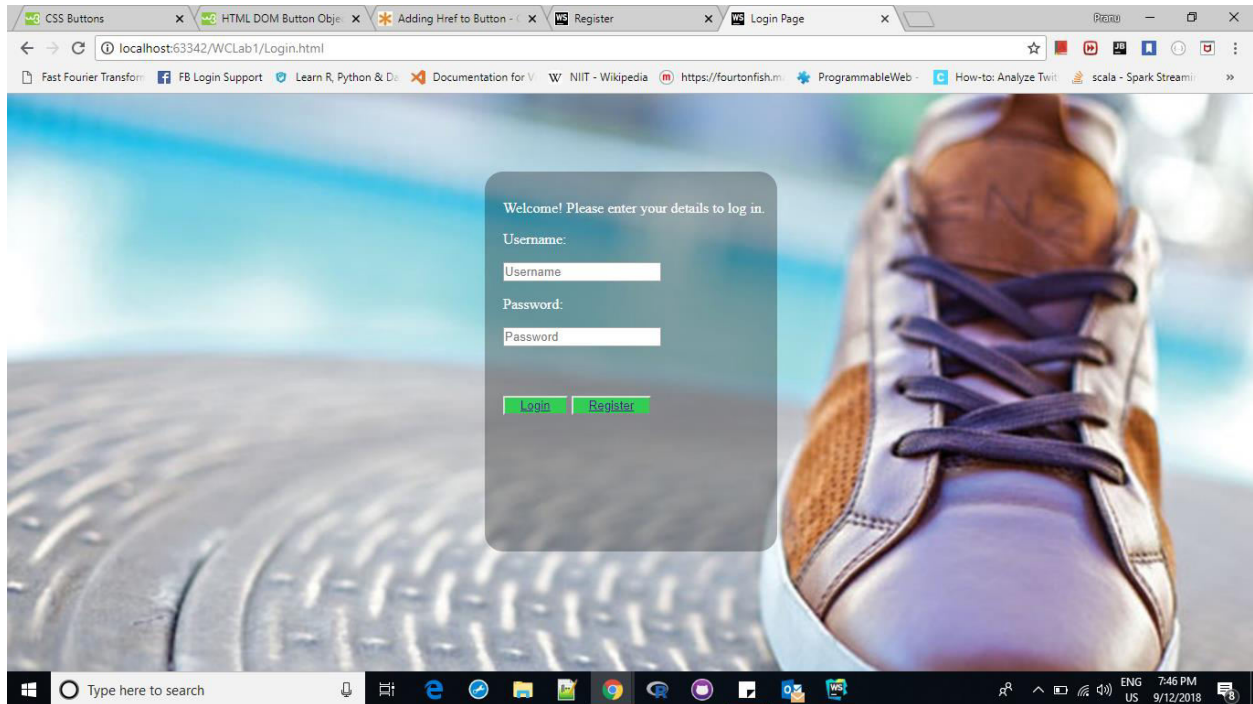 CSS Buttons
HTML DOM Button Obje
Adding Href to Button -
Register
Login Page
localhost:63342/WCLab1/Login.html
Fast Fourier Transform
FB Login Support
Learn R, Python & Da
Documentation for V
NIIT - Wikipedia
https://fourtonfish.m
ProgrammableWeb -
How-to: Analyze Twit
scala - Spark Streamin
»
Welcome! Please enter your details to log in.
Username:
Username
Password:
Password
Login Register
Type here to search
ENG
US
7:46 PM
9/12/2018
8